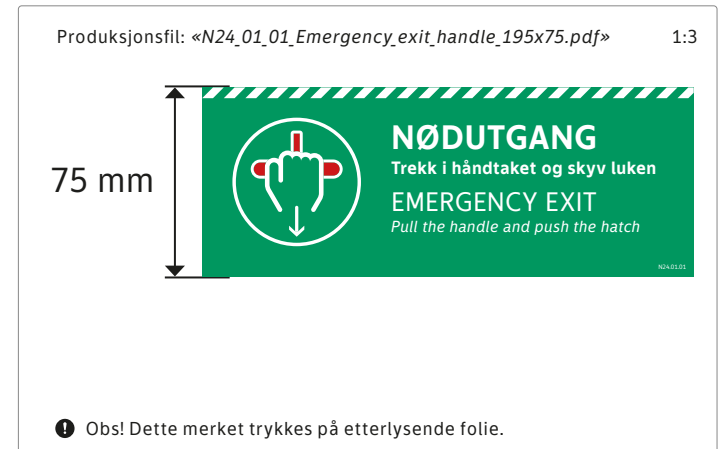 Produksjonsfil: «N24_01_01_Emergency_exit_handle_195x75.pdf» 1:3
75 mm
NØDUTGANG
Trekk i håndtaket og skyv luken
EMERGENCY EXIT
Pull the handle and push the hatch
N24.01.01
Obs! Dette merket trykkes på etterlysende folie.